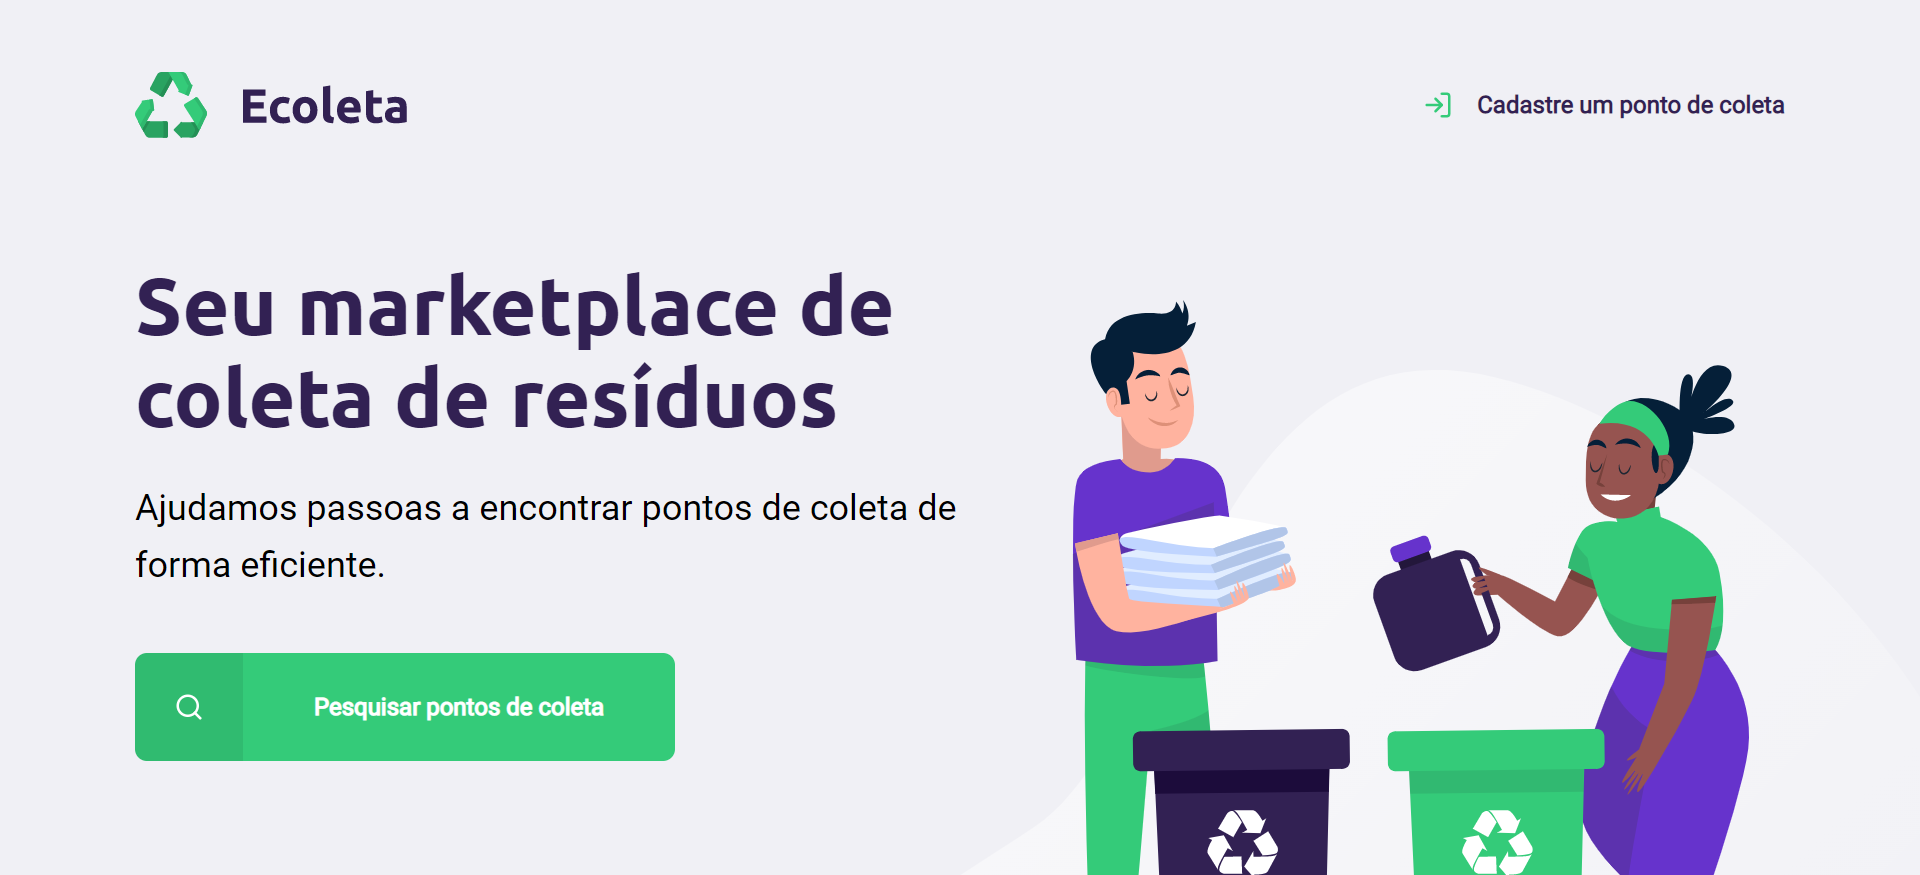 Ecoleta
Cadastre um ponto de coleta
Seu marketplace de
coleta de resíduos
Ajudamos passoas a encontrar pontos de coleta de
forma eficiente.
Pesquisar pontos de coleta